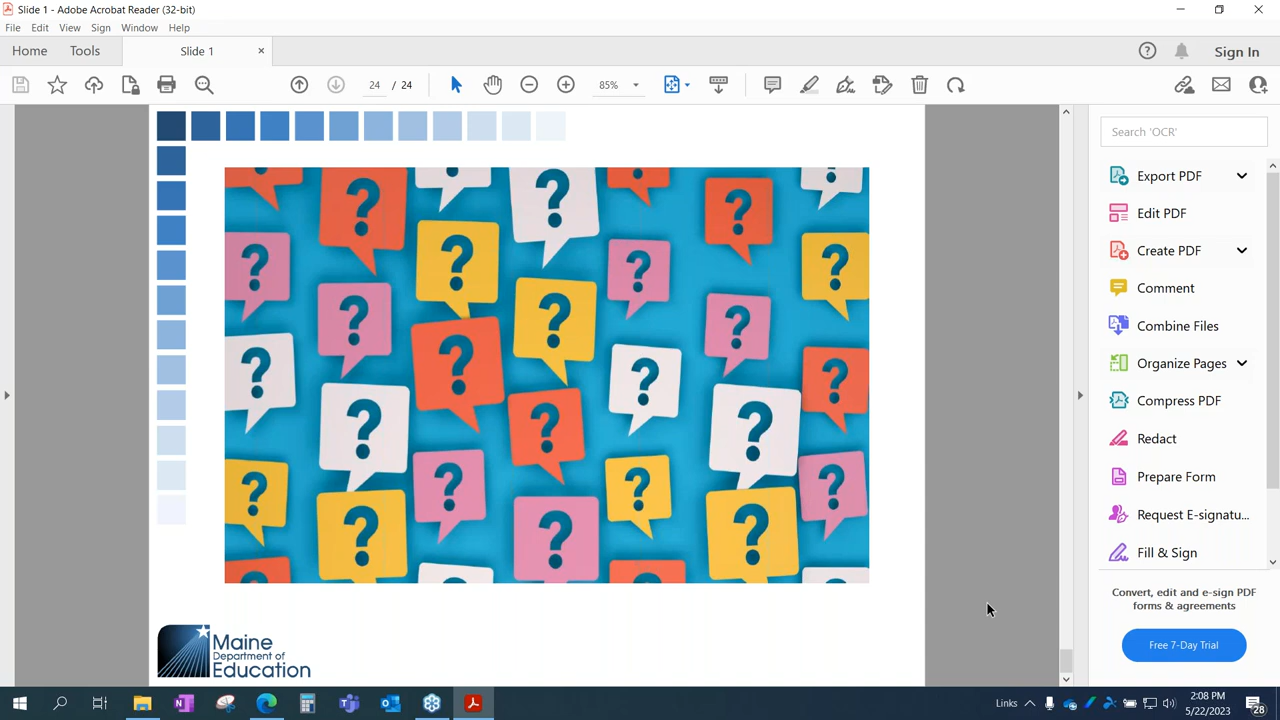 Slide 1 - Adobe Acrobat Reader (32-bit)
File Edit View Sign Window Help
Home Tools Slide 1 × Sign In
24 / 24 85%
Search 'OCR'
Export PDF
Edit PDF
Create PDF
Comment
Combine Files
Organize Pages
Compress PDF
Redact
Prepare Form
Request E-signatu...
Fill & Sign
Convert, edit and e-sign PDF
forms & agreements
Free 7-Day Trial
? ? ? ? ? ? ?
? ? ? ? ? ? ?
? ? ? ? ? ? ?
? ? ? ? ? ? ?
? ? ? ? ? ? ?
Maine
Department of
Education
Links 2:08 PM
5/22/2023 28